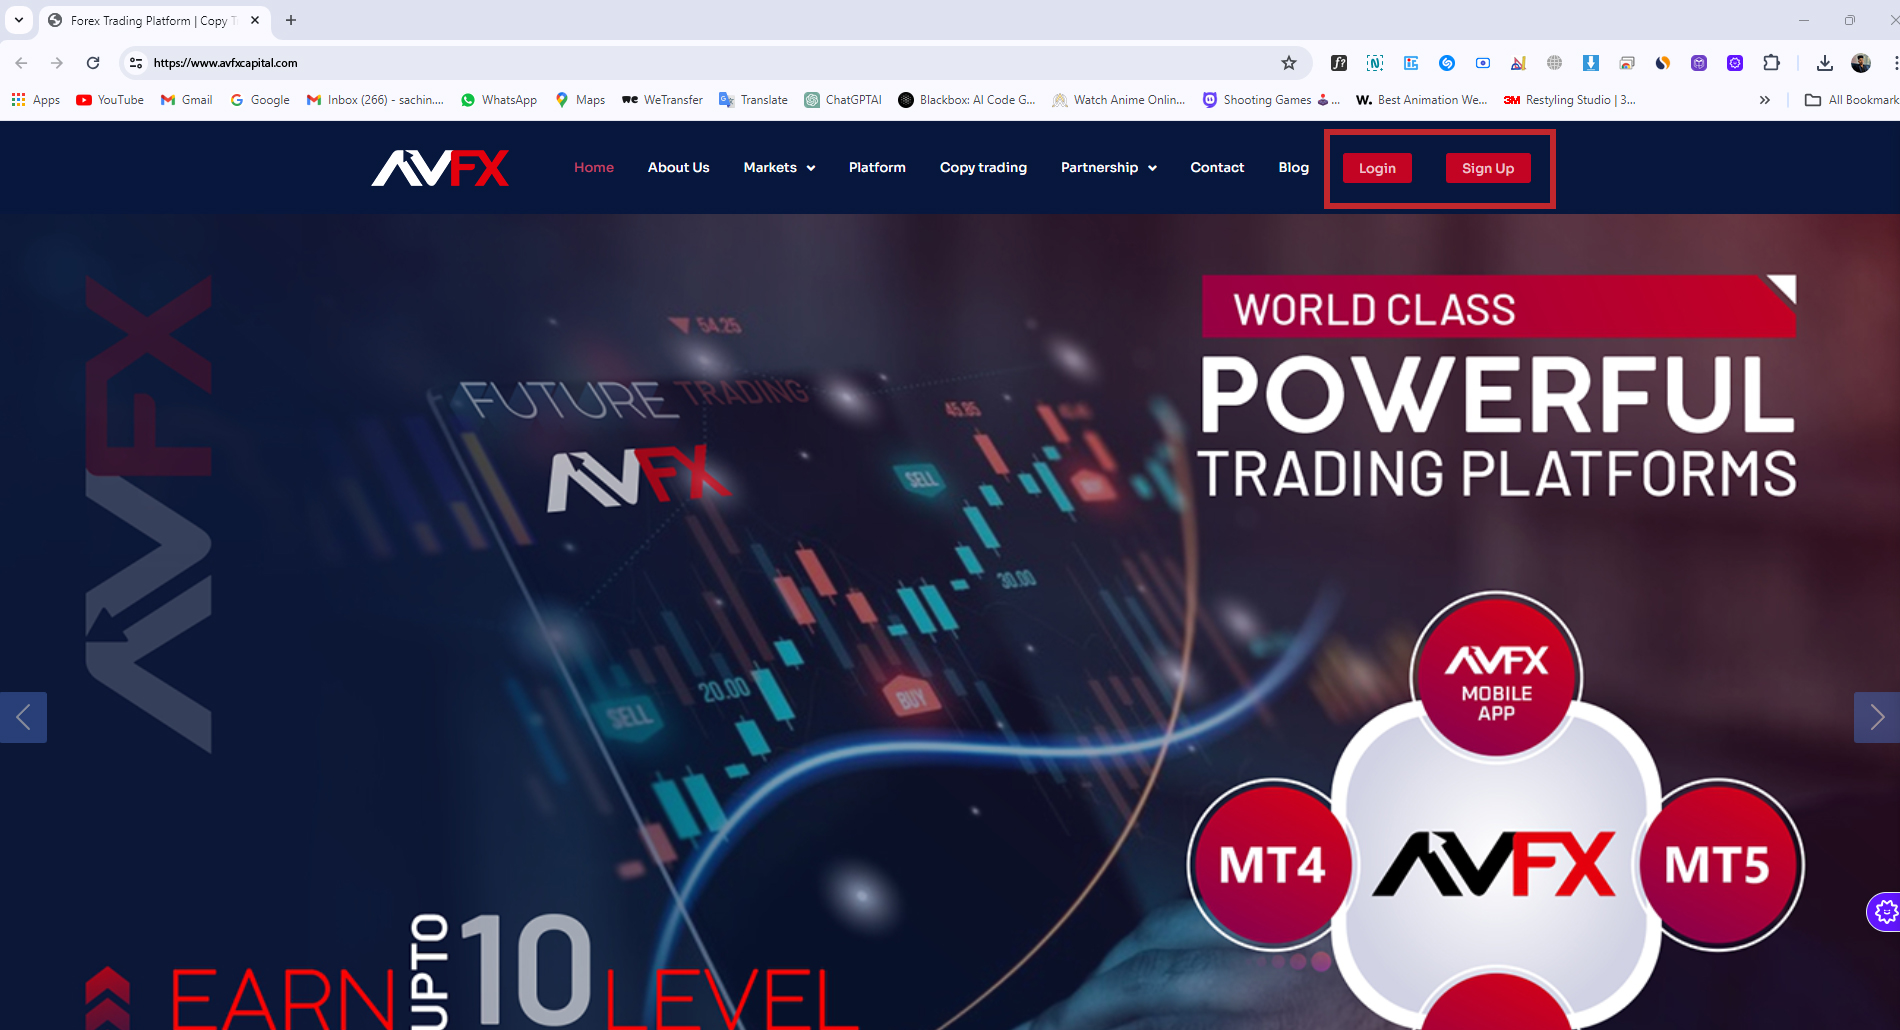 Forex Trading Platform | Copy T
https://www.avfxcapital.com
Apps YouTube Gmail Google Inbox (266) - sachin.... WhatsApp Maps WeTransfer Translate ChatGPTAI Blackbox: AI Code G... Watch Anime Onlin... Shooting Games ... W. Best Animation We... 3M Restyling Studio | 3... » All Bookmark
AVFX Home About Us Markets Platform Copy trading Partnership Contact Blog Login Sign Up
AVFX
WORLD CLASS
POWERFUL
TRADING PLATFORMS
54.25
FUTURE TRADING
45.85
AVFX
SELL
30.00
20.00
SELL
BUY
AVFX
MOBILE
APP
MT4
AVFX
MT5
EARN UPTO 10 LEVEL